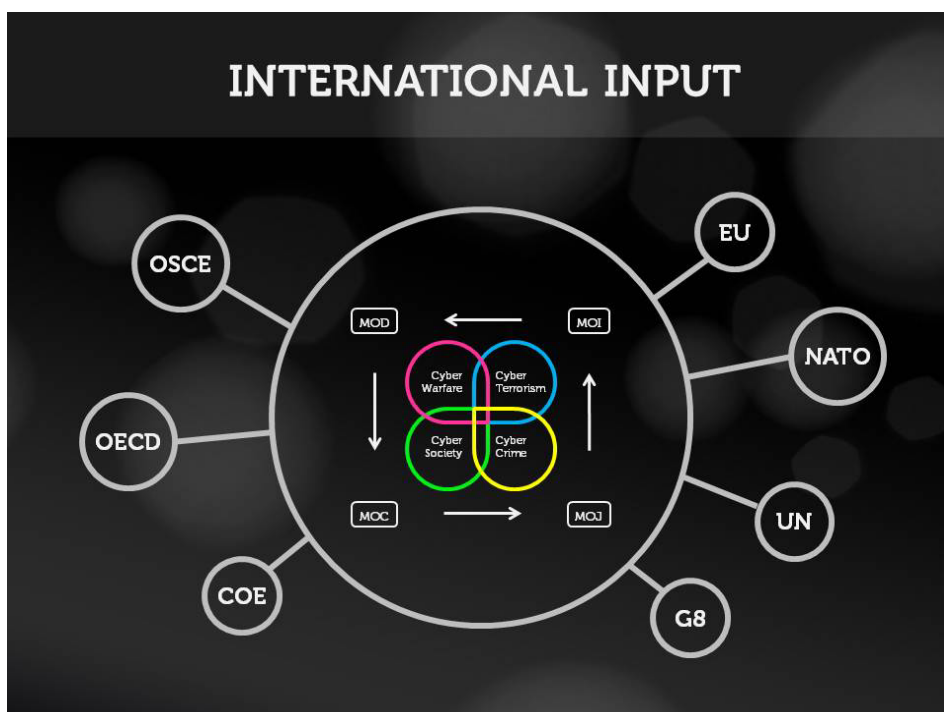 INTERNATIONAL INPUT
EU
OSCE
MOD
MOI
NATO
Cyber
Warfare
Cyber
Terrorism
OECD
Cyber
Society
Cyber
Crime
MOC
MOJ
UN
COE
G8